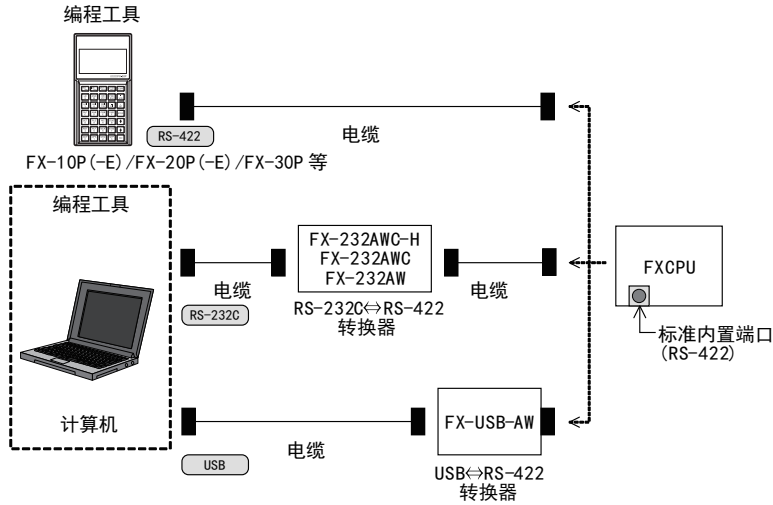 编程工具
RS-422
电缆
FX-10P(-E)/FX-20P(-E)/FX-30P 等
编程工具
FX-232AWC-H
FX-232AWC
FX-232AW
FXCPU
电缆
电缆
RS-232C
RS-232C⇔RS-422
转换器
标准内置端口
(RS-422)
计算机
FX-USB-AW
电缆
USB
USB⇔RS-422
转换器